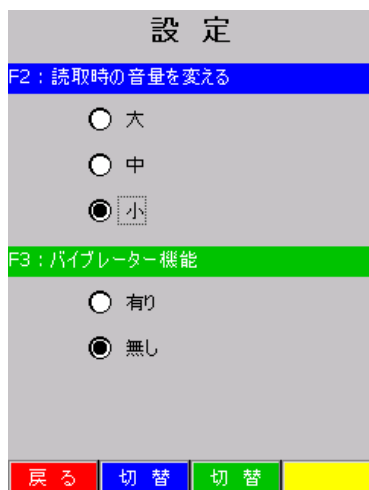 設 定
F2：読取時の音量を変える
大
中
小
F3：バイブレーター機能
有り
無し
戻 る 切 替 切 替